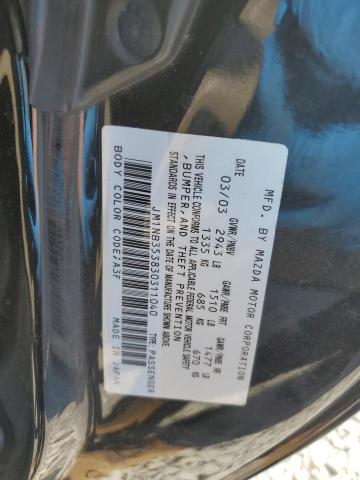 MFD. BY MAZDA MOTOR CORPORATION
DATE GVWR/PNBV GAWR/PNBE FRT GAWR/PNBE RR
03/03 2943 LB 1510 LB 1477 LB
1335 KG 685 KG 670 KG
THIS VEHICLE CONFORMS TO ALL APPLICABLE FEDERAL MOTOR VEHICLE SAFETY
, BUMPER, AND THEFT PREVENTION
STANDARDS IN EFFECT ON THE DATE OF MANUFACTURE SHOWN ABOVE.
JM1NB353830311040 TYPE: PASSENGER
BODY COLOR CODE: A3F MADE IN JAPAN